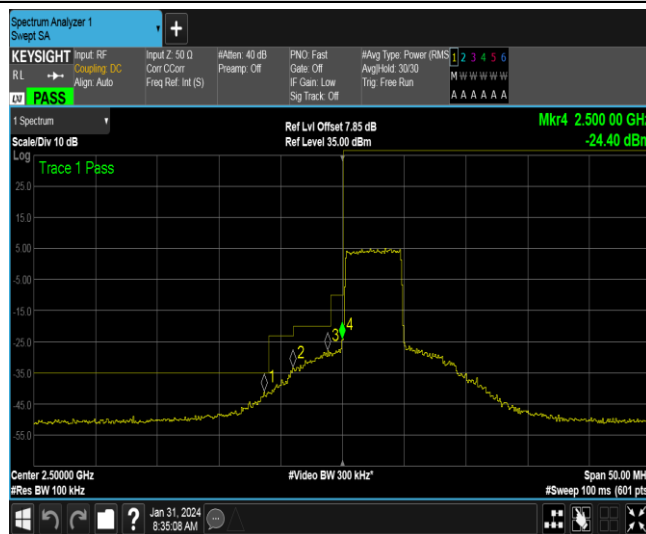 Spectrum Analyzer 1
Swept SA
KEYSIGHT Input: RF Input Z: 50 Ω #Atten: 40 dB PNO: Fast #Avg Type: Power (RMS 1 2 3 4 5 6
RL Coupling: DC Corr CCorr Preamp: Off Gate: Off Avg|Hold: 30/30 M W W W W W
Align: Auto Freq Ref: Int (S) IF Gain: Low Trig: Free Run
LXI PASS Sig Track: Off A A A A A A
1 Spectrum Ref Lvl Offset 7.85 dB Mkr4 2.500 00 GHz
Scale/Div 10 dB Ref Level 35.00 dBm -24.40 dBm
Log
Trace 1 Pass
25.0
15.0
5.00
-5.00
-15.0
-25.0
-35.0
-45.0
-55.0
1
2
3
4
Center 2.50000 GHz #Video BW 300 kHz* Span 50.00 MH
#Res BW 100 kHz #Sweep 100 ms (601 pts
? Jan 31, 2024
8:35:08 AM